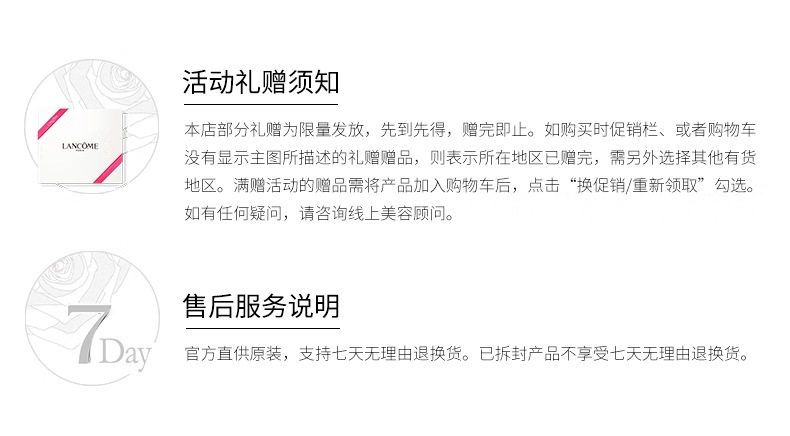 活动礼赠须知
LANCÔME
本店部分礼赠为限量发放，先到先得，赠完即止。如购买时促销栏、或者购物车
没有显示主图所描述的礼赠赠品，则表示所在地区已赠完，需另外选择其他有货
地区。满赠活动的赠品需将产品加入购物车后，点击“换促销/重新领取”勾选。
如有任何疑问，请咨询线上美容顾问。
售后服务说明
7 Day
官方直供原装，支持七天无理由退换货。已拆封产品不享受七天无理由退换货。